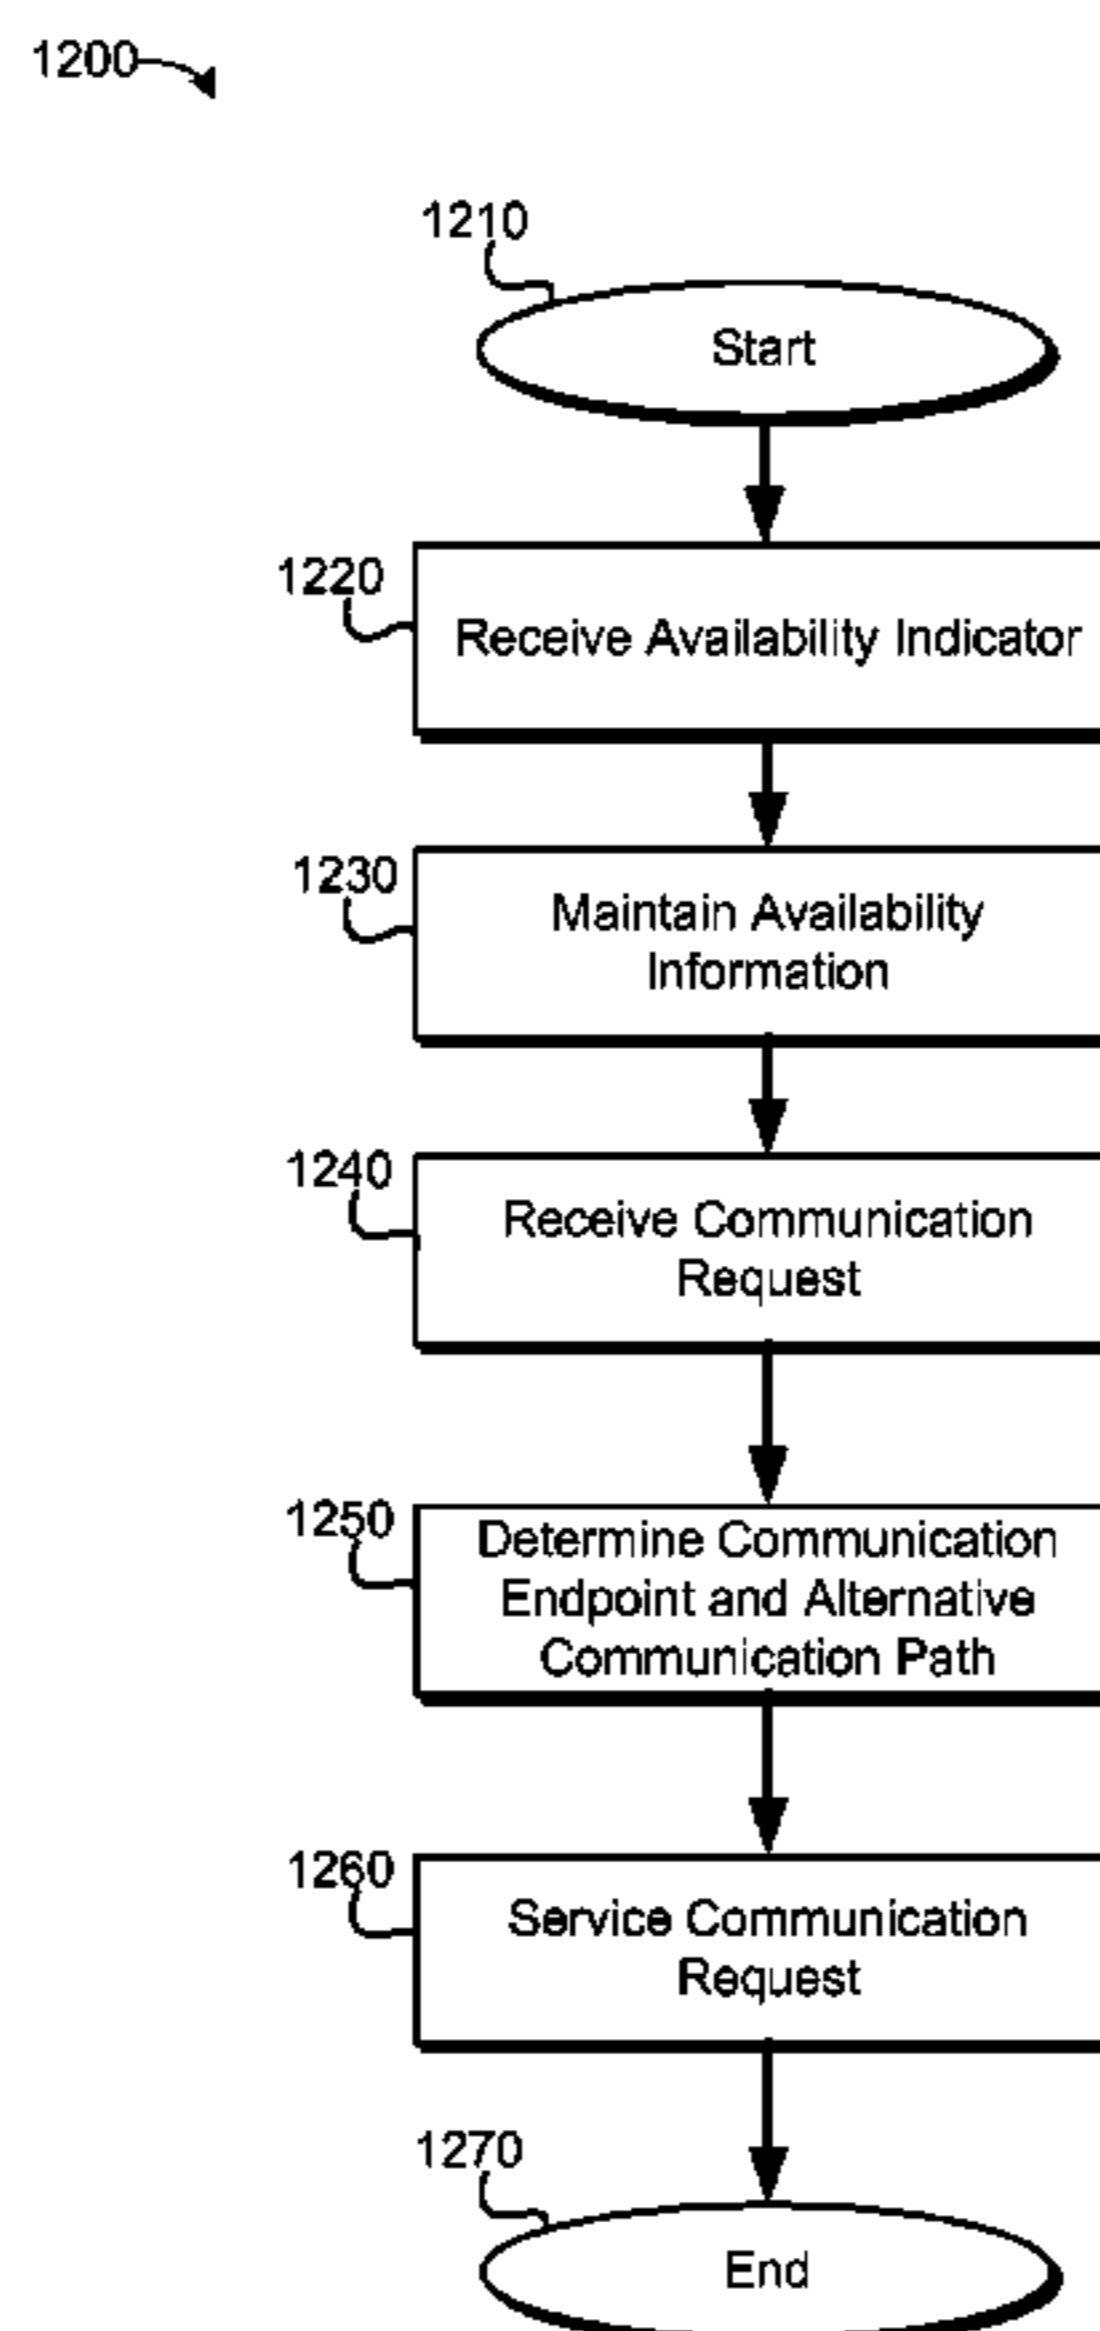 1200
1210
Start
1220
Receive Availability Indicator
1230
Maintain Availability
Information
1240
Receive Communication
Request
1250
Determine Communication
Endpoint and Alternative
Communication Path
1260
Service Communication
Request
1270
End